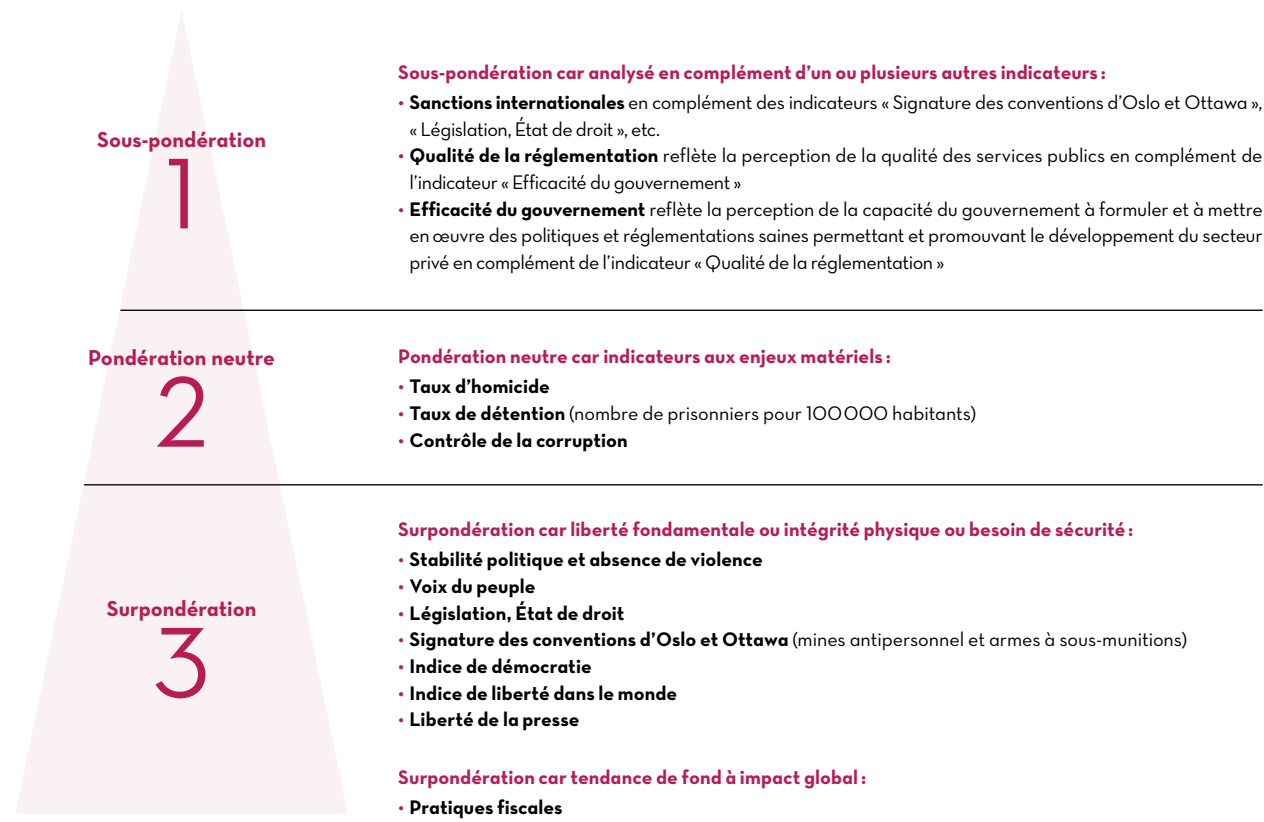 Sous-pondération
1
Sous-pondération car analysé en complément d’un ou plusieurs autres indicateurs :
• Sanctions internationales en complément des indicateurs « Signature des conventions d’Oslo et Ottawa »,
« Législation, État de droit », etc.
• Qualité de la réglementation reflète la perception de la qualité des services publics en complément de
l’indicateur « Efficacité du gouvernement »
• Efficacité du gouvernement reflète la perception de la capacité du gouvernement à formuler et à mettre
en œuvre des politiques et réglementations saines permettant et promouvant le développement du secteur
privé en complément de l’indicateur « Qualité de la réglementation »
Pondération neutre
2
Pondération neutre car indicateurs aux enjeux matériels :
• Taux d’homicide
• Taux de détention (nombre de prisonniers pour 100 000 habitants)
• Contrôle de la corruption
Surpondération
3
Surpondération car liberté fondamentale ou intégrité physique ou besoin de sécurité :
• Stabilité politique et absence de violence
• Voix du peuple
• Législation, État de droit
• Signature des conventions d’Oslo et Ottawa (mines antipersonnel et armes à sous-munitions)
• Indice de démocratie
• Indice de liberté dans le monde
• Liberté de la presse
Surpondération car tendance de fond à impact global :
• Pratiques fiscales